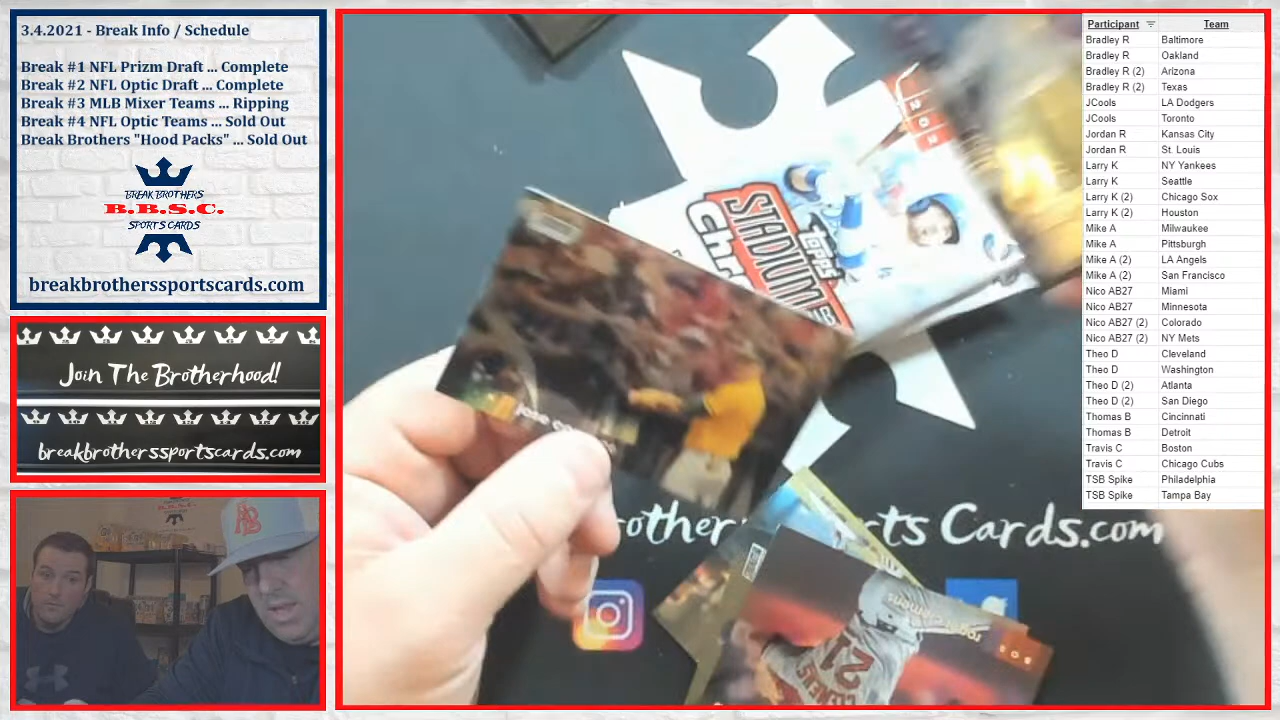 3.4.2021 - Break Info / Schedule
Break #1 NFL Prizm Draft ... Complete
Break #2 NFL Optic Draft ... Complete
Break #3 MLB Mixer Teams ... Ripping
Break #4 NFL Optic Teams ... Sold Out
Break Brothers "Hood Packs" ... Sold Out
BREAK BROTHERS
B.B.S.C.
SPORTS CARDS
breakbrotherssportscards.com
Join The Brotherhood!
breakbrotherssportscards.com
B.B.S.C.
TOPPS
STADIUM
CLEMENS
21
roger clemens
ports Cards.com
Participant Team
Bradley R Baltimore
Bradley R Oakland
Bradley R (2) Arizona
Bradley R (2) Texas
JCools LA Dodgers
JCools Toronto
Jordan R Kansas City
Jordan R St. Louis
Larry K NY Yankees
Larry K Seattle
Larry K (2) Chicago Sox
Larry K (2) Houston
Mike A Milwaukee
Mike A Pittsburgh
Mike A (2) LA Angels
Mike A (2) San Francisco
Nico AB27 Miami
Nico AB27 Minnesota
Nico AB27 (2) Colorado
Nico AB27 (2) NY Mets
Theo D Cleveland
Theo D Washington
Theo D (2) Atlanta
Theo D (2) San Diego
Thomas B Cincinnati
Thomas B Detroit
Travis C Boston
Travis C Chicago Cubs
TSB Spike Philadelphia
TSB Spike Tampa Bay